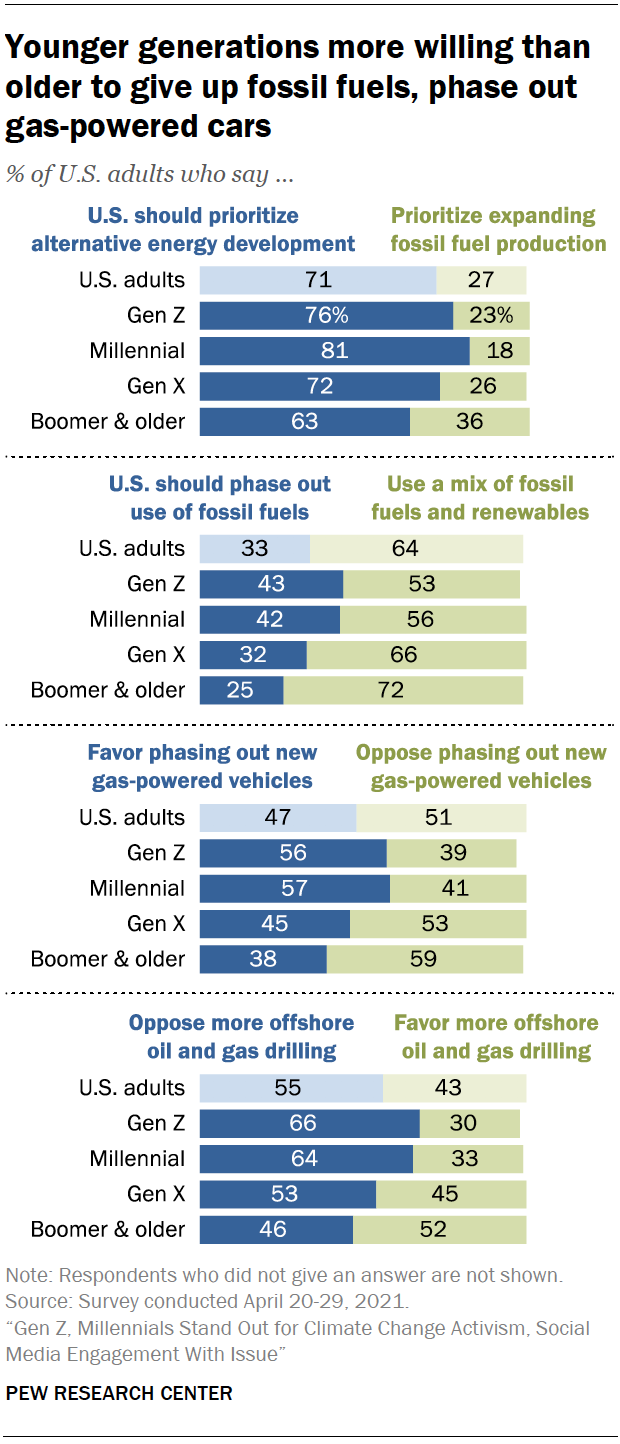 Younger generations more willing than
older to give up fossil fuels, phase out
gas-powered cars
% of U.S. adults who say ...
U.S. should prioritize
alternative energy development
Prioritize expanding
fossil fuel production
U.S. adults 71 27
Gen Z 76% 23%
Millennial 81 18
Gen X 72 26
Boomer & older 63 36
U.S. should phase out
use of fossil fuels
Use a mix of fossil
fuels and renewables
U.S. adults 33 64
Gen Z 43 53
Millennial 42 56
Gen X 32 66
Boomer & older 25 72
Favor phasing out new
gas-powered vehicles
Oppose phasing out new
gas-powered vehicles
U.S. adults 47 51
Gen Z 56 39
Millennial 57 41
Gen X 45 53
Boomer & older 38 59
Oppose more offshore
oil and gas drilling
Favor more offshore
oil and gas drilling
U.S. adults 55 43
Gen Z 66 30
Millennial 64 33
Gen X 53 45
Boomer & older 46 52
Note: Respondents who did not give an answer are not shown.
Source: Survey conducted April 20-29, 2021.
“Gen Z, Millennials Stand Out for Climate Change Activism, Social
Media Engagement With Issue”
PEW RESEARCH CENTER